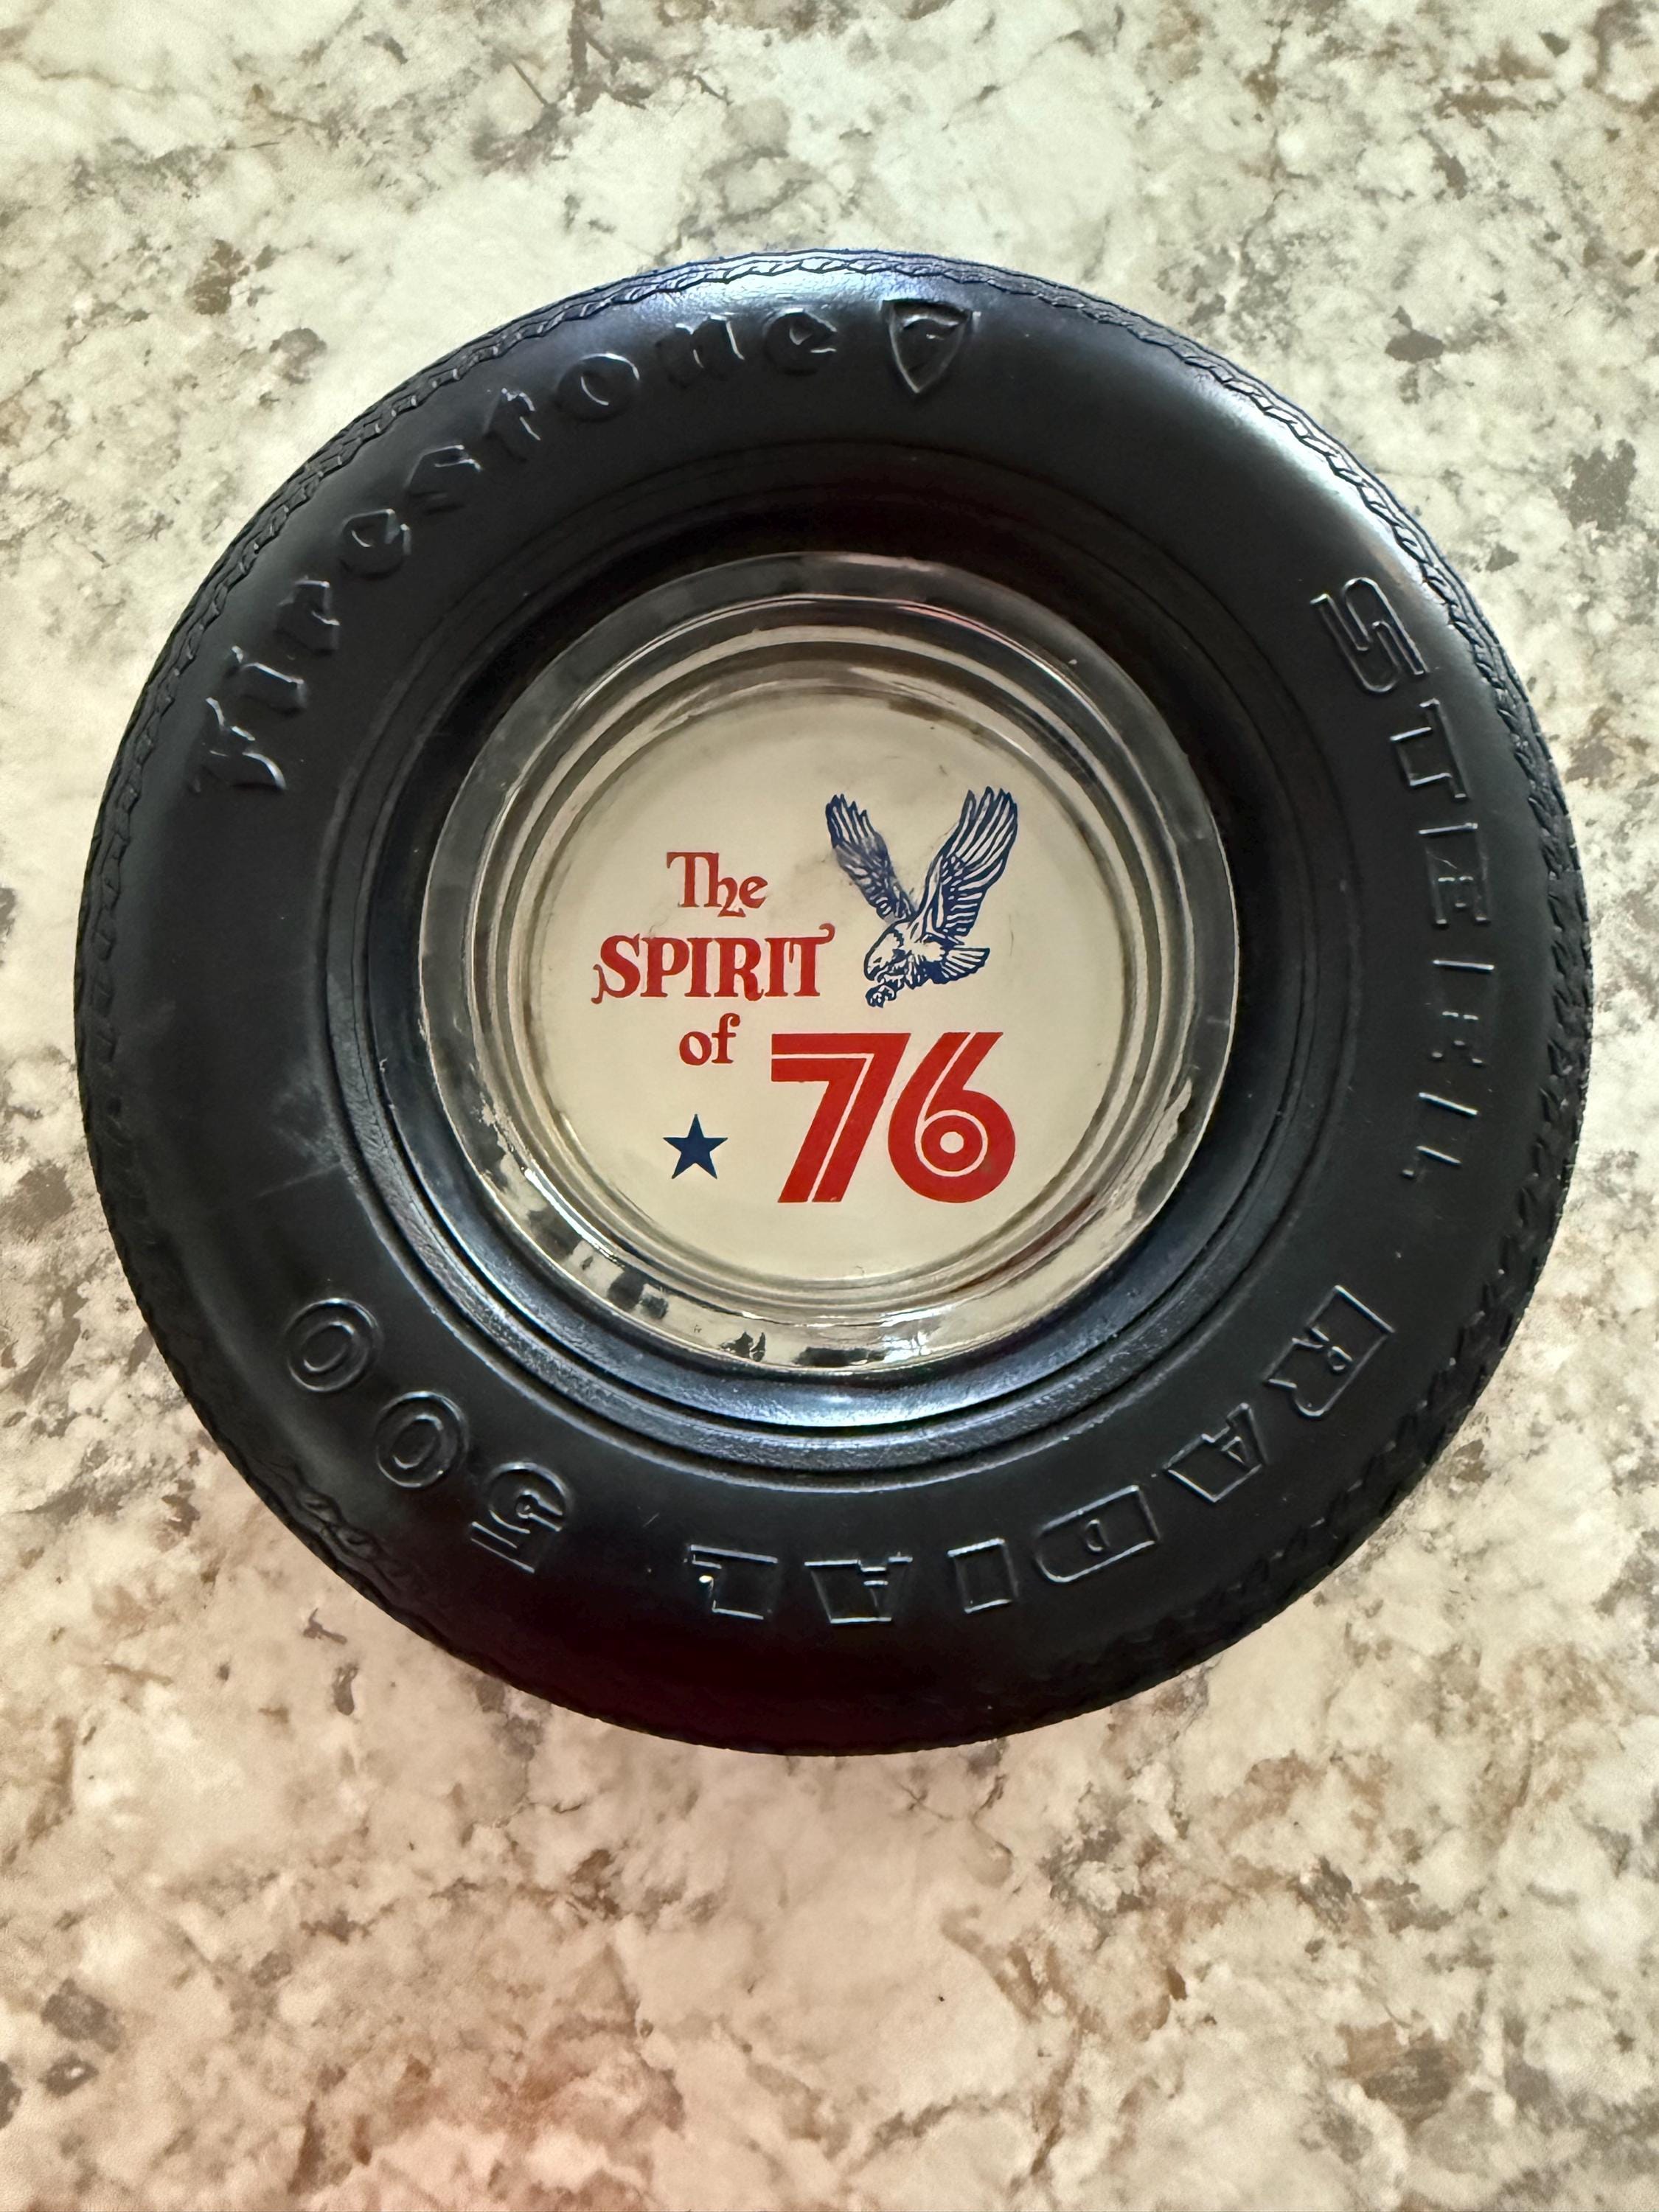 Firestone F
STEEL
RADIAL 500
The
SPIRIT
of 76